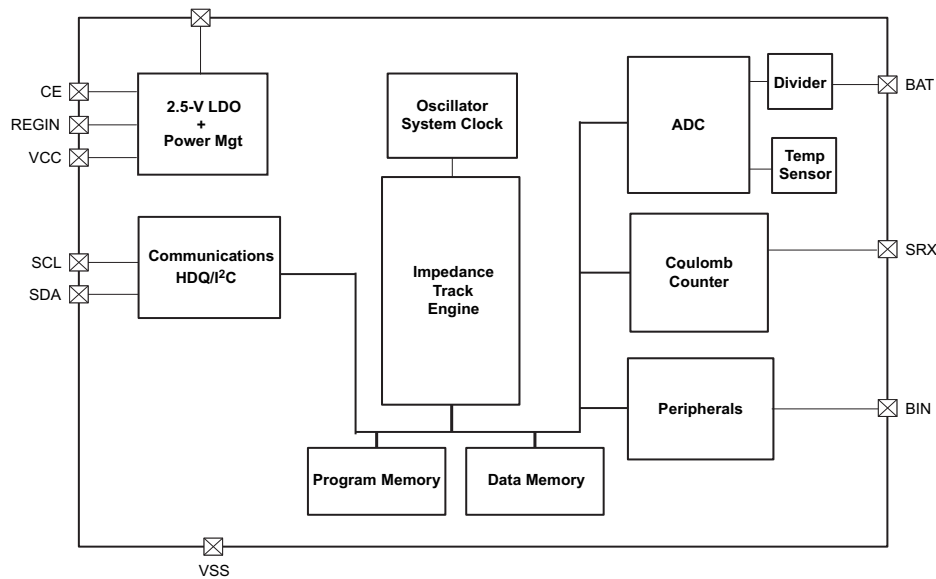 CE
REGIN
VCC
2.5-V LDO
+
Power Mgt
Oscillator
System Clock
ADC
Divider
BAT
Temp
Sensor
SCL
SDA
Communications
HDQ/I²C
Impedance
Track
Engine
Coulomb
Counter
SRX
Peripherals
BIN
Program Memory
Data Memory
VSS